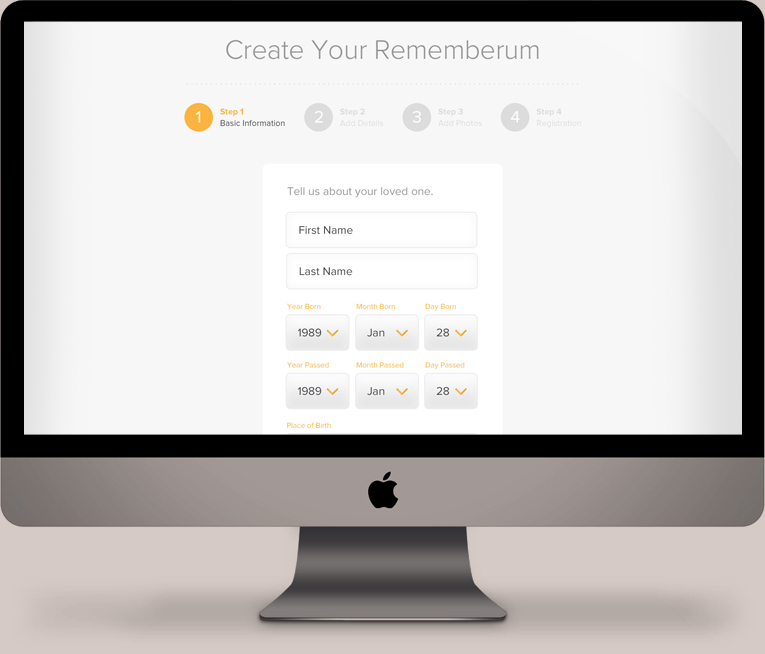 Create Your Rememberum
1 Step 1 2 Step 2 3 Step 3 4 Step 4
Basic Information Add Details Add Photos Registration
Tell us about your loved one.
First Name
Last Name
Year Born Month Born Day Born
1989 Jan 28
Year Passed Month Passed Day Passed
1989 Jan 28
Place of Birth